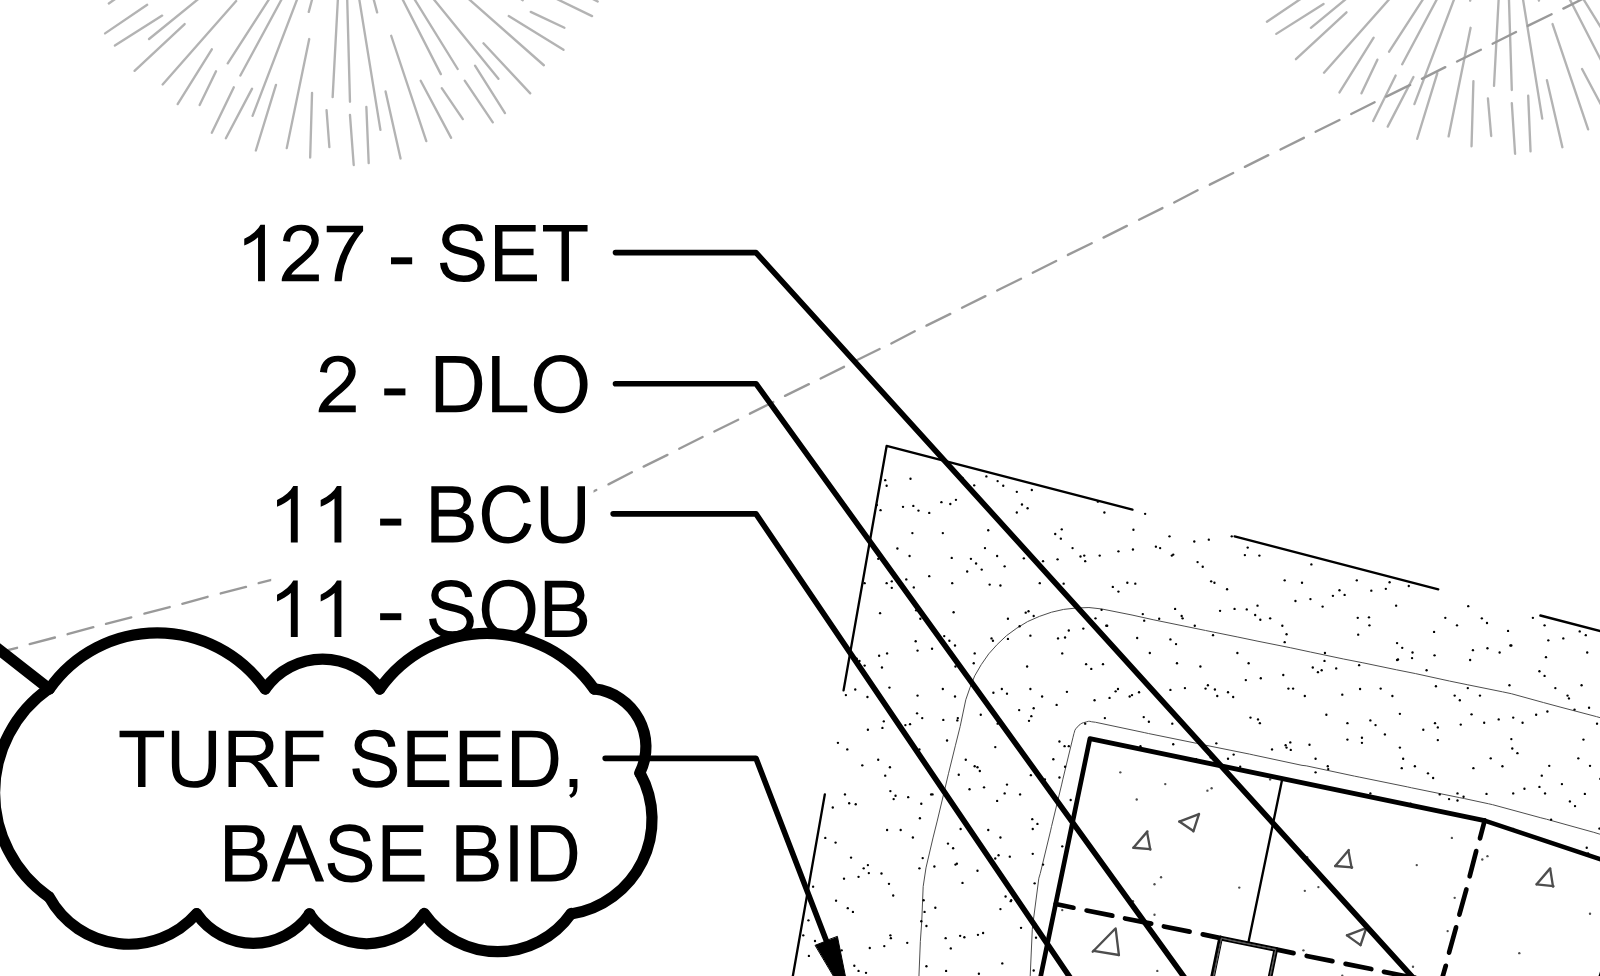 127 - SET
2 - DLO
11 - BCU
11 - SOB
TURF SEED,
BASE BID